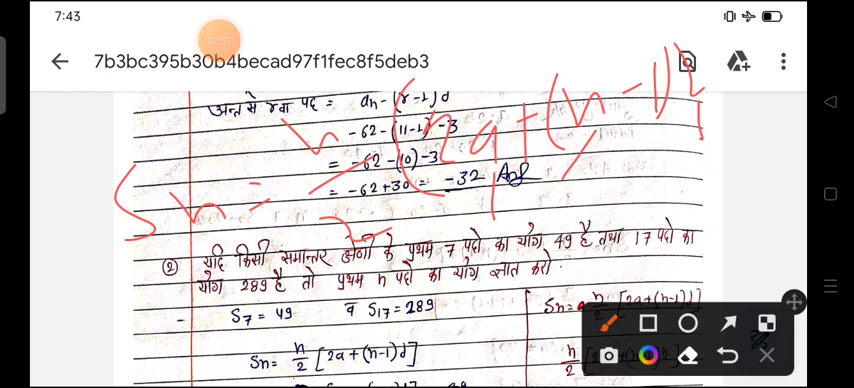 7:43
02:55
7b3bc395b30b4becad97f1fec8f5deb3
अन्त से rवा पद = an-(r-1)d
-62-(11-1)-3
= -62-(10)-3
= -62+30 = -32 Ans
Sn = n/2 (2a+(n-1)d
② यदि किसी समान्तर श्रेणी के प्रथम 7 पदो का योग 49 है तथा 17 पदो का
योग 289 है तो प्रथम n पदो का योग ज्ञात करो.
- S7 = 49 व S17 = 289
Sn= n/2 [2a+(n-1)d]
Sn= n/2 [2a+(n-1)d]